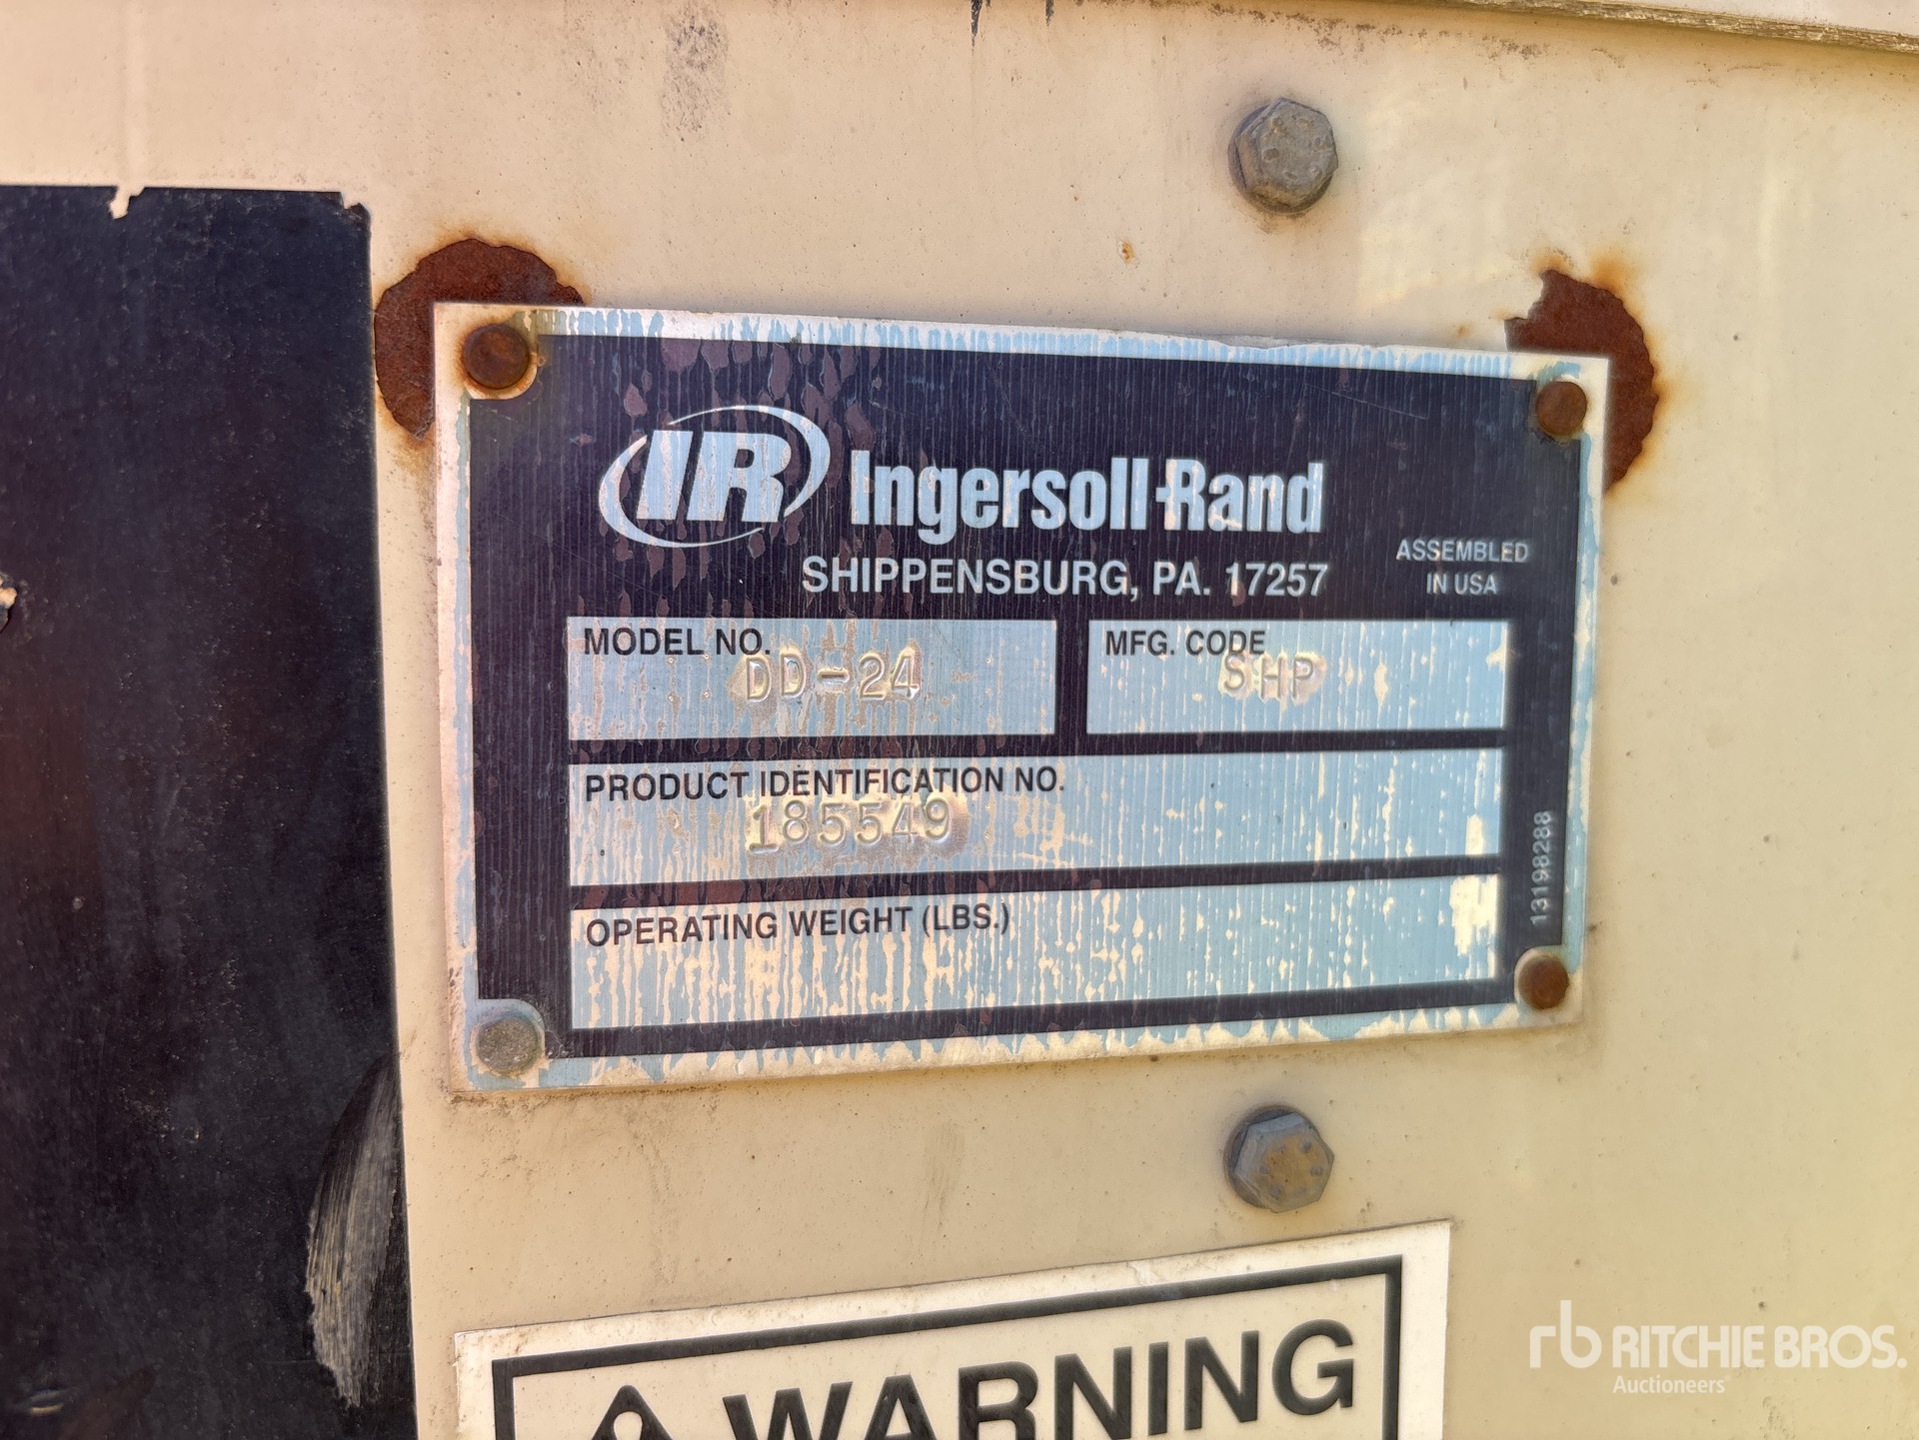 IR Ingersoll-Rand
SHIPPENSBURG, PA. 17257
ASSEMBLED
IN USA
MODEL NO.
DD-24
MFG. CODE
SHP
PRODUCT IDENTIFICATION NO.
185549
OPERATING WEIGHT (LBS.)
13198288
WARNING
rb RITCHIE BROS.
Auctioneers